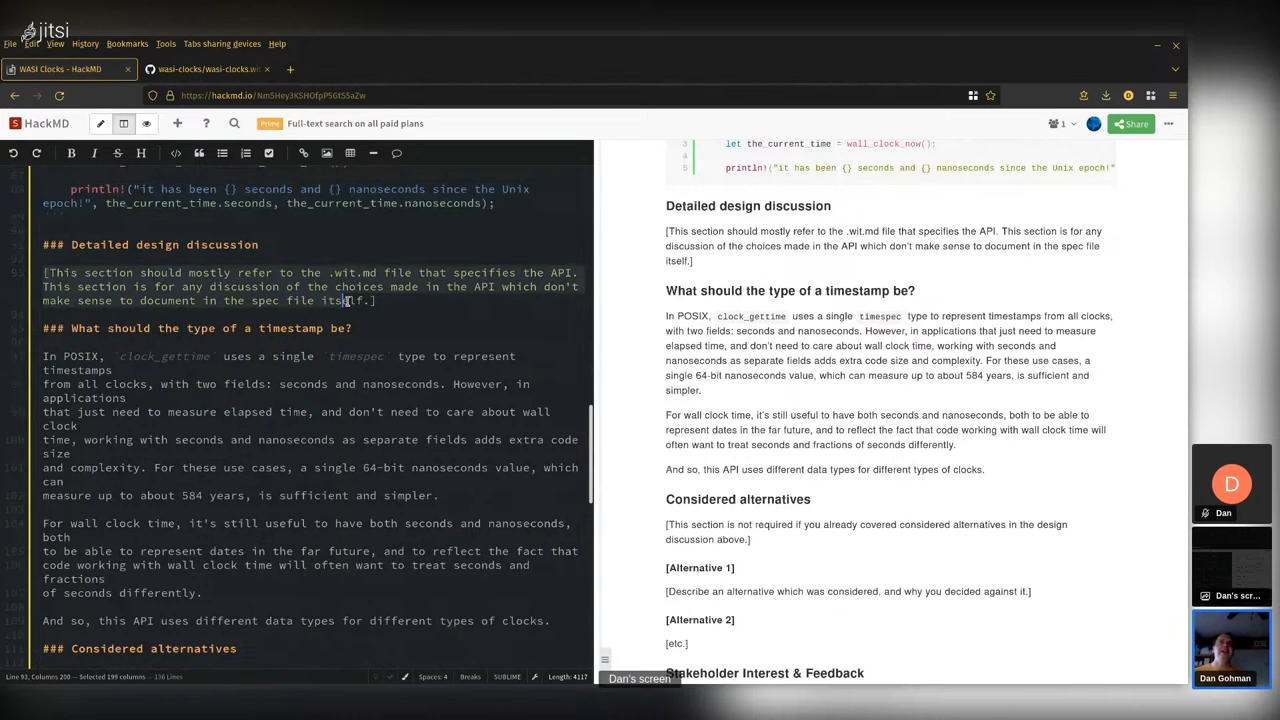 jitsi
File Edit View History Bookmarks Tools Tabs sharing devices Help
WASI Clocks - HackMD
wasi-clocks/wasi-clocks.wit
https://hackmd.io/Nm5Hey3KSHOfpP5GtS5aZw
HackMD
Prime
Full-text search on all paid plans
1
Share
println!("it has been {} seconds and {} nanoseconds since the Unix
epoch!", the_current_time.seconds, the_current_time.nanoseconds);
```
### Detailed design discussion
[This section should mostly refer to the .wit.md file that specifies the API.
This section is for any discussion of the choices made in the API which don't
make sense to document in the spec file itself.]
### What should the type of a timestamp be?
In POSIX, `clock_gettime` uses a single `timespec` type to represent
timestamps
from all clocks, with two fields: seconds and nanoseconds. However, in
applications
that just need to measure elapsed time, and don't need to care about wall
clock
time, working with seconds and nanoseconds as separate fields adds extra code
size
and complexity. For these use cases, a single 64-bit nanoseconds value, which
can
measure up to about 584 years, is sufficient and simpler.
For wall clock time, it's still useful to have both seconds and nanoseconds,
both
to be able to represent dates in the far future, and to reflect the fact that
code working with wall clock time will often want to treat seconds and
fractions
of seconds differently.
And so, this API uses different data types for different types of clocks.
### Considered alternatives
Line 93, Columns 200 — Selected 199 columns — 136 Lines
Spaces: 4
Breaks
SUBLIME
Length: 4117
3 let the_current_time = wall_clock_now();
4
5 println!("it has been {} seconds and {} nanoseconds since the Unix epoch!"
Detailed design discussion
[This section should mostly refer to the .wit.md file that specifies the API. This section is for any
discussion of the choices made in the API which don't make sense to document in the spec file
itself.]
What should the type of a timestamp be?
In POSIX, clock_gettime uses a single timespec type to represent timestamps from all clocks,
with two fields: seconds and nanoseconds. However, in applications that just need to measure
elapsed time, and don't need to care about wall clock time, working with seconds and
nanoseconds as separate fields adds extra code size and complexity. For these use cases, a
single 64-bit nanoseconds value, which can measure up to about 584 years, is sufficient and
simpler.
For wall clock time, it's still useful to have both seconds and nanoseconds, both to be able to
represent dates in the far future, and to reflect the fact that code working with wall clock time will
often want to treat seconds and fractions of seconds differently.
And so, this API uses different data types for different types of clocks.
Considered alternatives
[This section is not required if you already covered considered alternatives in the design
discussion above.]
[Alternative 1]
[Describe an alternative which was considered, and why you decided against it.]
[Alternative 2]
[etc.]
Stakeholder Interest & Feedback
Dan's screen
D
Dan
Dan's scr...
Dan Gohman